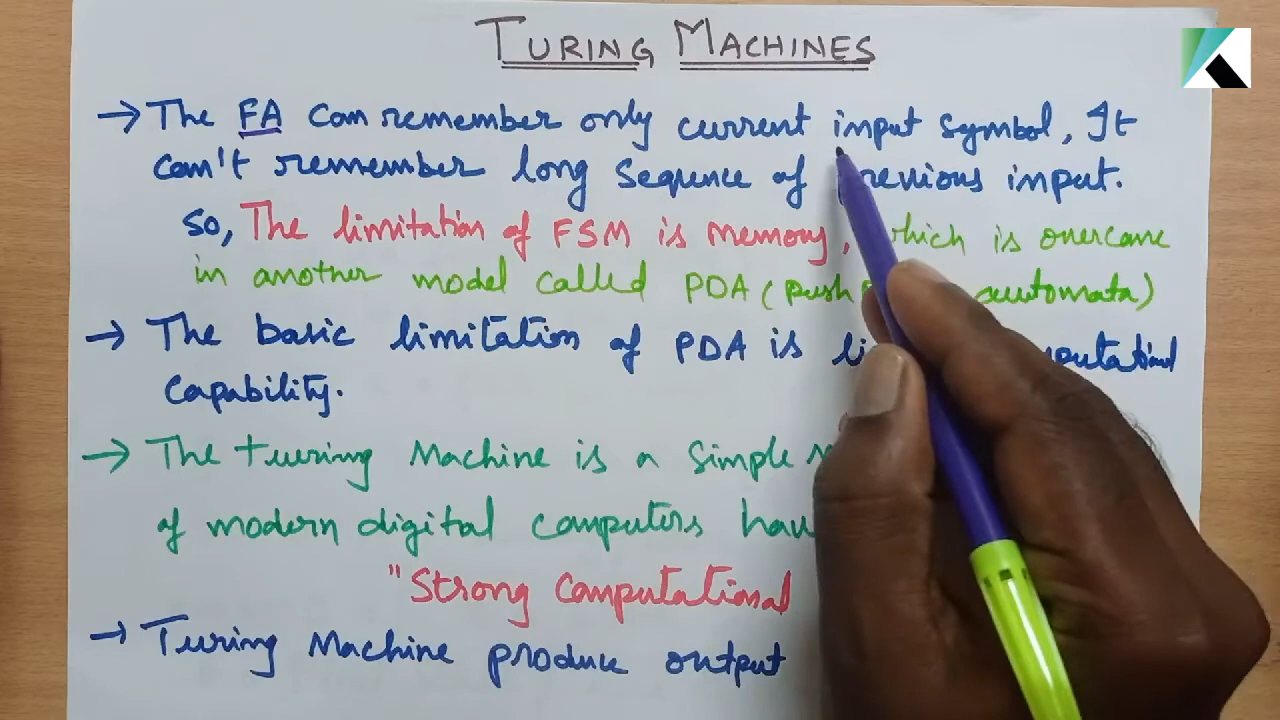 TURING MACHINES
→ The FA can remember only current input symbol, It
can't remember long sequence of previous input.
so, The limitation of FSM is memory, which is overcame
in another model called PDA (push automata)
→ The basic limitation of PDA is
capability.
→ The turing Machine is a simple
of modern digital computers
"Strong Computational
→ Turing Machine produce output